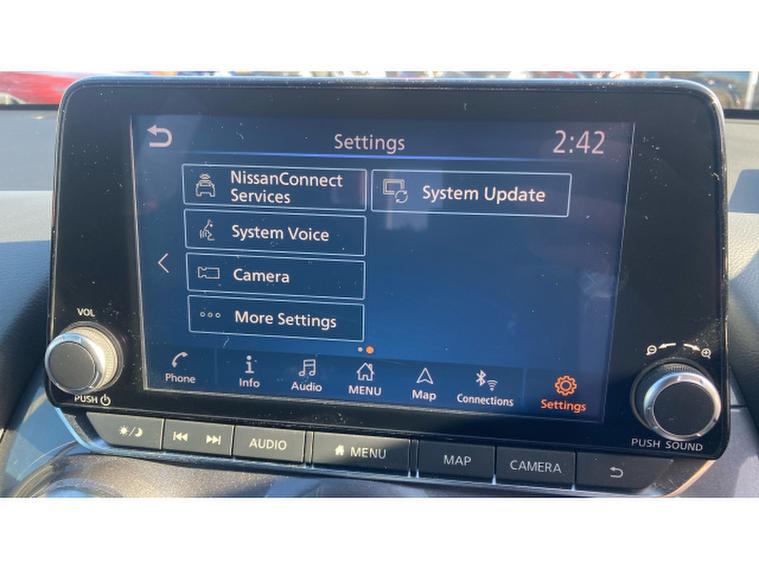 Settings
2:42
NissanConnect
Services
System Update
System Voice
Camera
More Settings
VOL
PUSH
Phone
Info
Audio
MENU
Map
Connections
Settings
PUSH SOUND
AUDIO
MENU
MAP
CAMERA